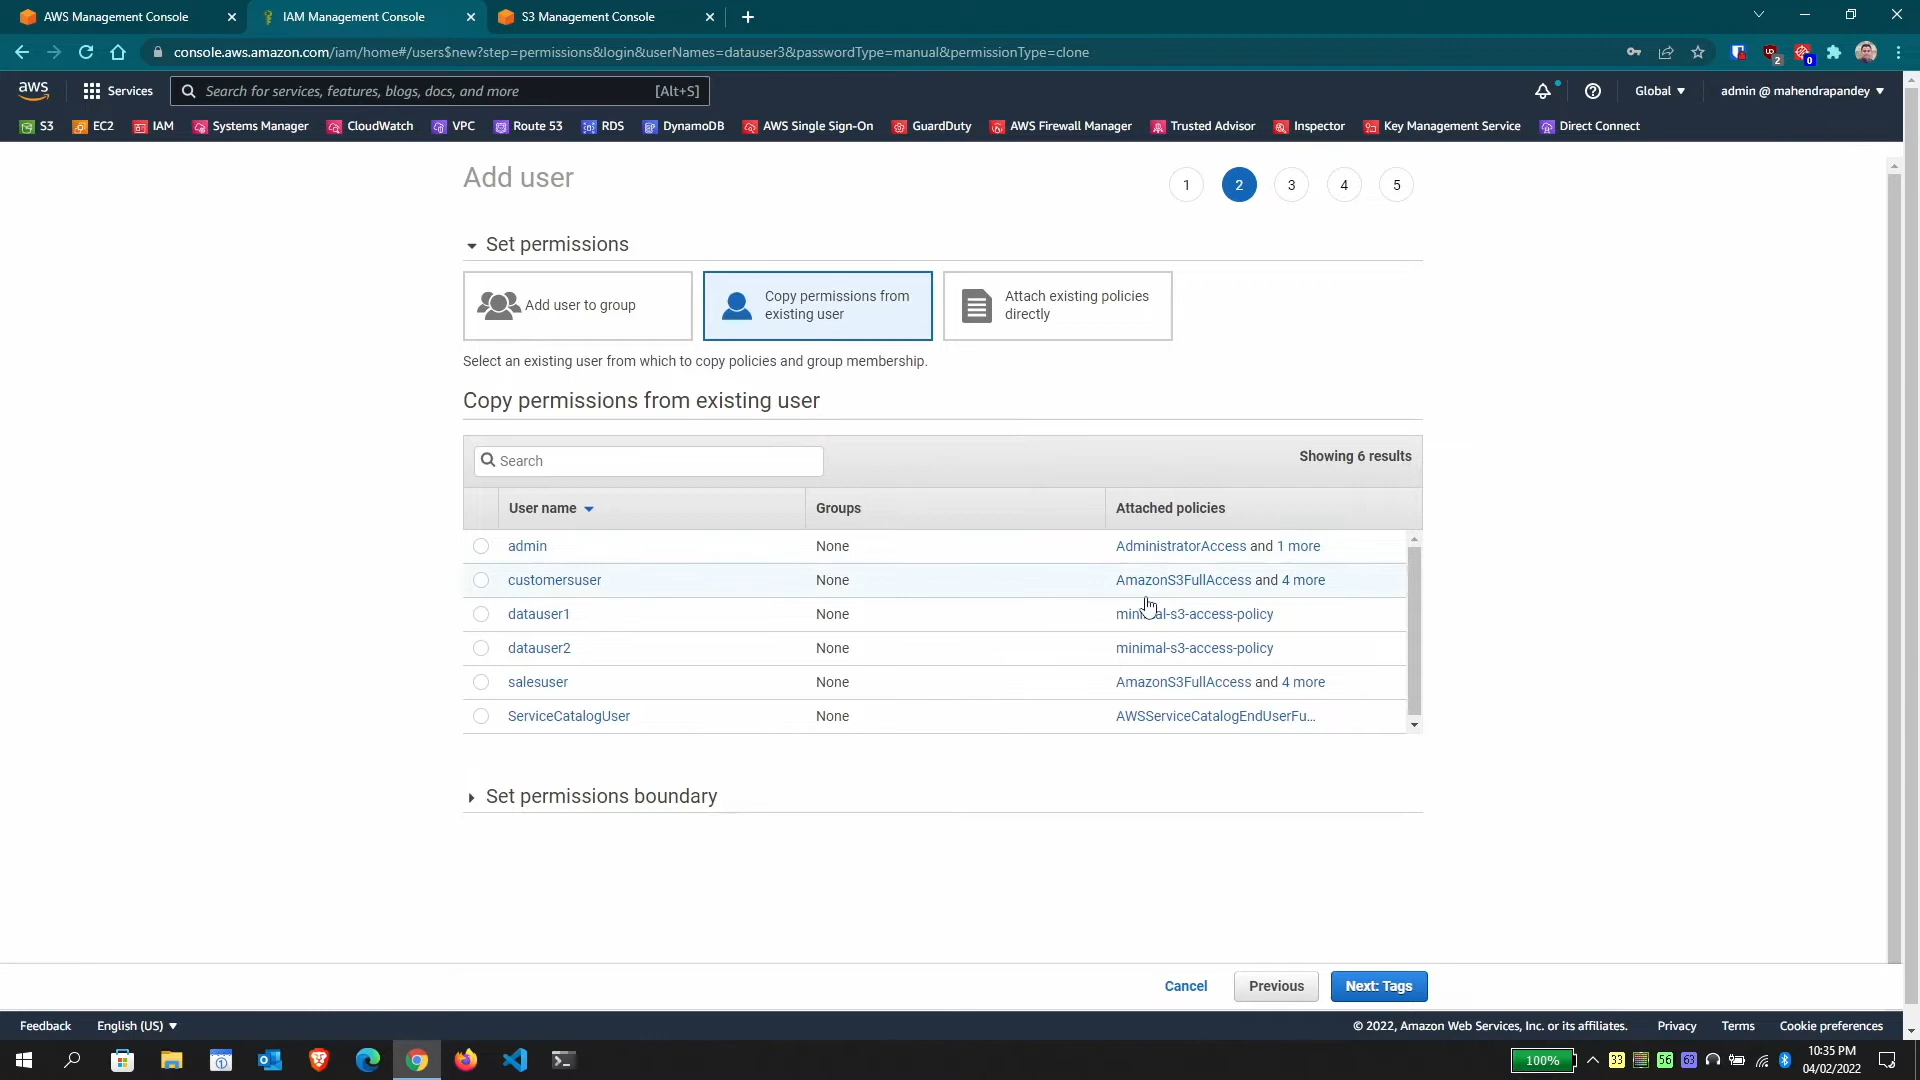 AWS Management Console
IAM Management Console
S3 Management Console
console.aws.amazon.com/iam/home#/users$new?step=permissions&login&userNames=datauser3&passwordType=manual&permissionType=clone
2
0
aws
Services
Search for services, features, blogs, docs, and more
[Alt+S]
Global
admin @ mahendrapandey
S3
EC2
IAM
Systems Manager
CloudWatch
VPC
Route 53
RDS
DynamoDB
AWS Single Sign-On
GuardDuty
AWS Firewall Manager
Trusted Advisor
Inspector
Key Management Service
Direct Connect
Add user
1
2
3
4
5
Set permissions
Add user to group
Copy permissions from
existing user
Attach existing policies
directly
Select an existing user from which to copy policies and group membership.
Copy permissions from existing user
Search
Showing 6 results
User name
Groups
Attached policies
admin
None
AdministratorAccess and 1 more
customersuser
None
AmazonS3FullAccess and 4 more
datauser1
None
minimal-s3-access-policy
datauser2
None
minimal-s3-access-policy
salesuser
None
AmazonS3FullAccess and 4 more
ServiceCatalogUser
None
AWSServiceCatalogEndUserFu...
Set permissions boundary
Cancel
Previous
Next: Tags
Feedback
English (US)
© 2022, Amazon Web Services, Inc. or its affiliates.
Privacy
Terms
Cookie preferences
100%
33
56
63
10:35 PM
04/02/2022